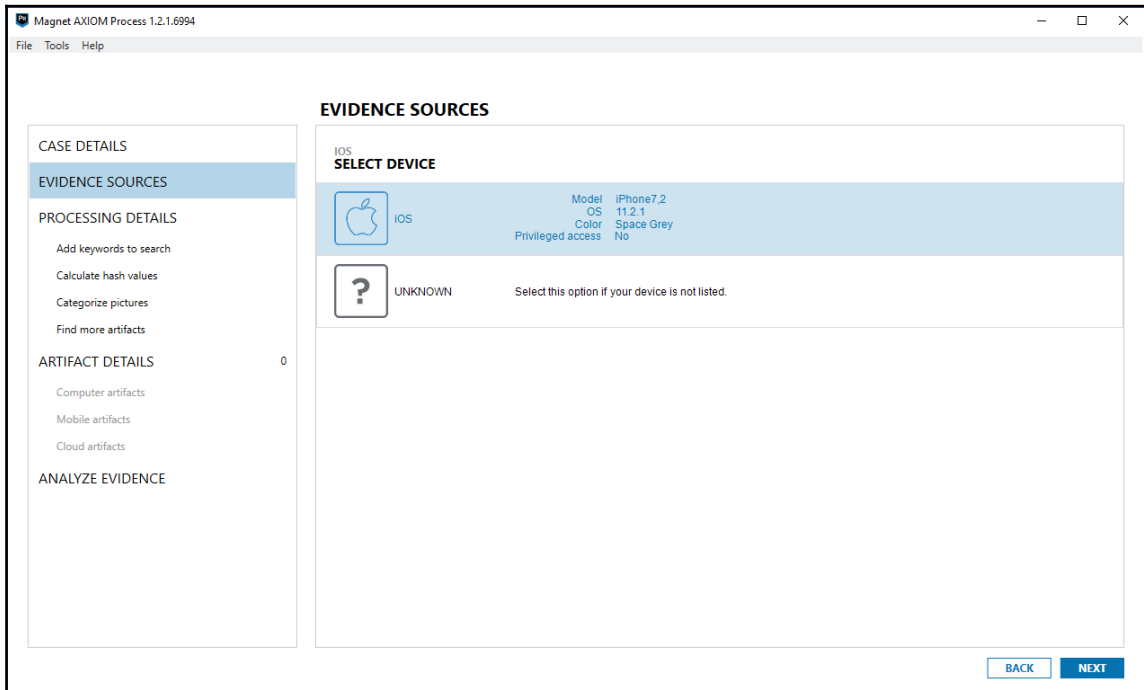 PR Magnet AXIOM Process 1.2.1.6994
File Tools Help
EVIDENCE SOURCES
CASE DETAILS
EVIDENCE SOURCES
PROCESSING DETAILS
Add keywords to search
Calculate hash values
Categorize pictures
Find more artifacts
ARTIFACT DETAILS 0
Computer artifacts
Mobile artifacts
Cloud artifacts
ANALYZE EVIDENCE
IOS
SELECT DEVICE
iOS
Model iPhone7,2
OS 11.2.1
Color Space Grey
Privileged access No
?
UNKNOWN Select this option if your device is not listed.
BACK NEXT